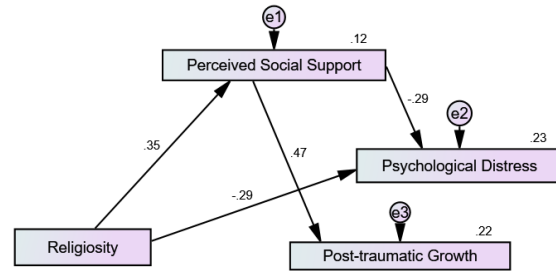 e1
.12
Perceived Social Support
-.29
e2
.23
.35
.47
Psychological Distress
-.29
e3
.22
Religiosity
Post-traumatic Growth